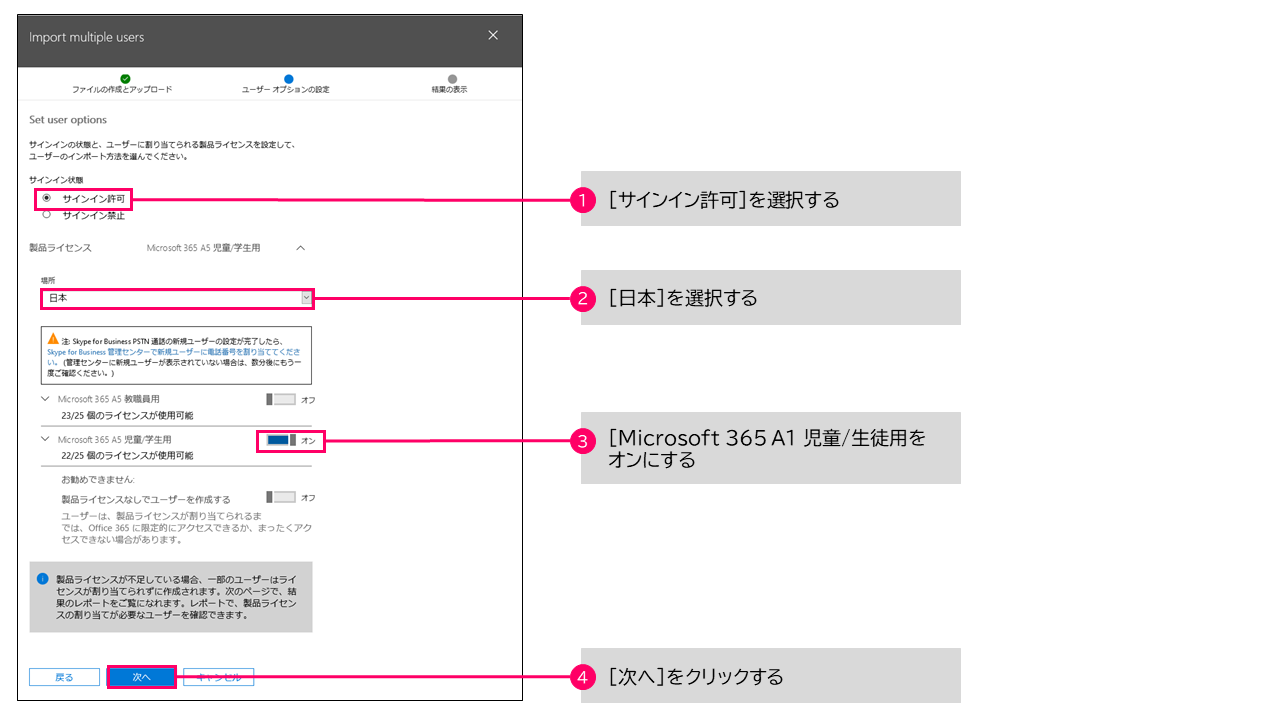 Import multiple users
ファイルの作成とアップロード
ユーザー オプションの設定
結果の表示
Set user options
サインインの状態と、ユーザーに割り当てられる製品ライセンスを設定して、
ユーザーのインポート方法を選んでください。
サインイン状態
サインイン許可
サインイン禁止
製品ライセンス Microsoft 365 A5 児童/学生用
場所
日本
注: Skype for Business PSTN 通話の新規ユーザーの設定が完了したら、
Skype for Business 管理センターで新規ユーザーに電話番号を割り当ててくださ
い。 (管理センターに新規ユーザーが表示されていない場合は、数分後にもう一
度ご確認ください。)
Microsoft 365 A5 教職員用 オフ
23/25 個のライセンスが使用可能
Microsoft 365 A5 児童/学生用 オン
22/25 個のライセンスが使用可能
お勧めできません:
製品ライセンスなしでユーザーを作成する オフ
ユーザーは、製品ライセンスが割り当てられるま
では、Office 365 に限定的にアクセスできるか、まったくアク
セスできない場合があります。
製品ライセンスが不足している場合、一部のユーザーはライ
センスが割り当てられずに作成されます。次のページで、結
果のレポートをご覧になれます。レポートで、製品ライセン
スの割り当てが必要なユーザーを確認できます。
戻る 次へ キャンセル
1 [サインイン許可]を選択する
2 [日本]を選択する
3 [Microsoft 365 A1 児童/生徒用を
オンにする
4 [次へ]をクリックする